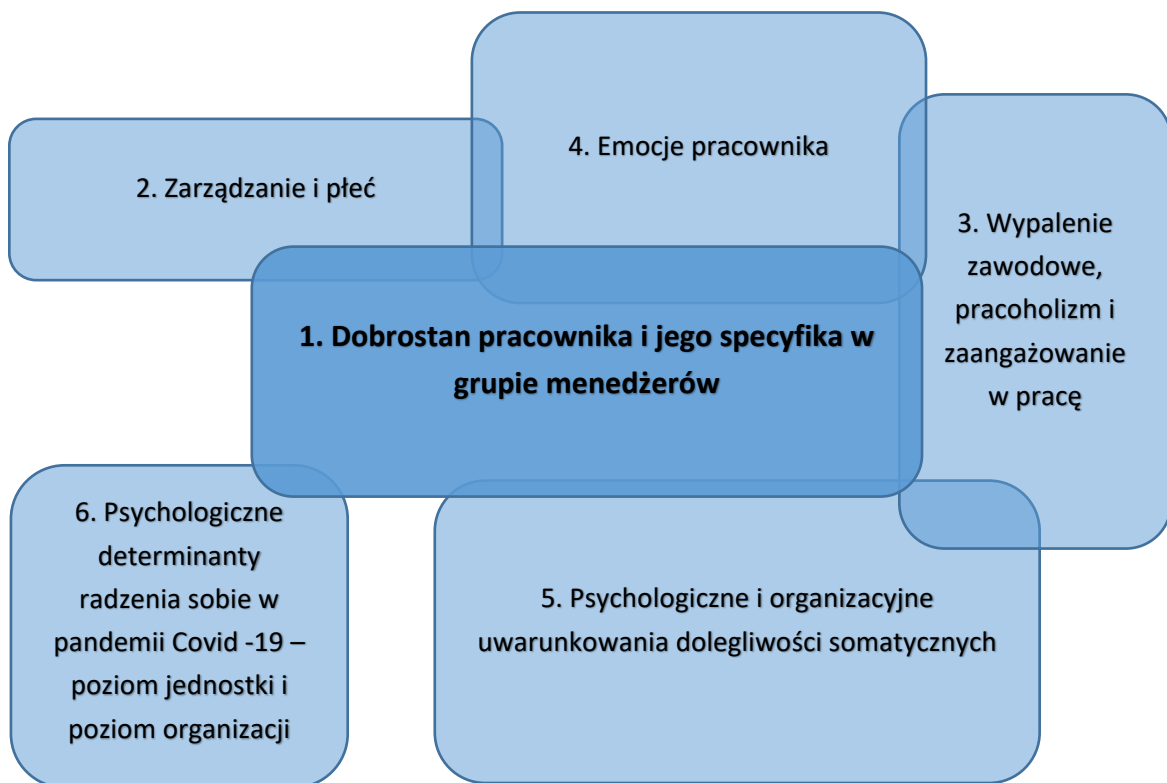 4. Emocje pracownika
2. Zarządzanie i płeć
3. Wypalenie
zawodowe,
pracoholizm i
zaangażowanie
w pracę
1. Dobrostan pracownika i jego specyfika w
grupie menedżerów
6. Psychologiczne
determinanty
radzenia sobie w
pandemii Covid -19 –
poziom jednostki i
poziom organizacji
5. Psychologiczne i organizacyjne
uwarunkowania dolegliwości somatycznych